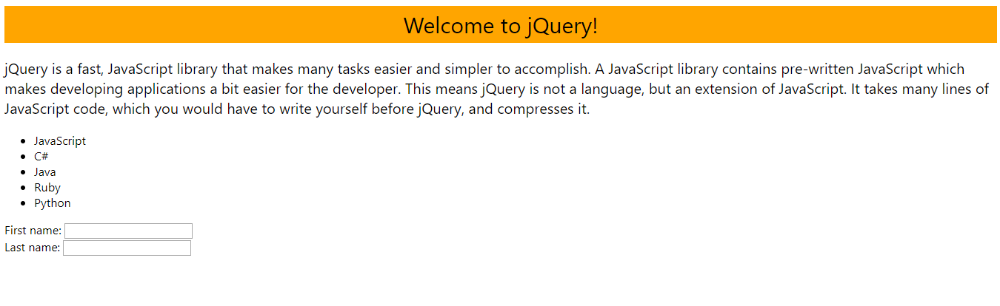 Welcome to jQuery!
jQuery is a fast, JavaScript library that makes many tasks easier and simpler to accomplish. A JavaScript library contains pre-written JavaScript which
makes developing applications a bit easier for the developer. This means jQuery is not a language, but an extension of JavaScript. It takes many lines of
JavaScript code, which you would have to write yourself before jQuery, and compresses it.
JavaScript
C#
Java
Ruby
Python
First name:
Last name: